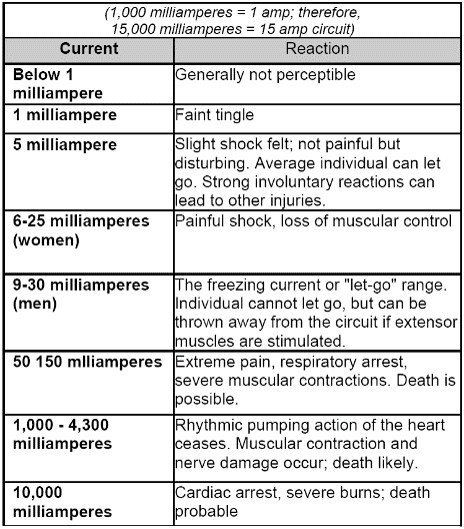 (1,000 milliamperes = 1 amp; therefore,
15,000 milliamperes = 15 amp circuit)
Current Reaction
Below 1
milliampere
Generally not perceptible
1 milliampere
Faint tingle
5 milliampere
Slight shock felt; not painful but
disturbing. Average individual can let
go. Strong involuntary reactions can
lead to other injuries.
6-25 milliamperes
(women)
Painful shock, loss of muscular control
9-30 milliamperes
(men)
The freezing current or "let-go" range.
Individual cannot let go, but can be
thrown away from the circuit if extensor
muscles are stimulated.
50 150 mlliamperes
Extreme pain, respiratory arrest,
severe muscular contractions. Death is
possible.
1,000 - 4,300
milliamperes
Rhythmic pumping action of the heart
ceases. Muscular contraction and
nerve damage occur; death likely.
10,000
milliamperes
Cardiac arrest, severe burns; death
probable